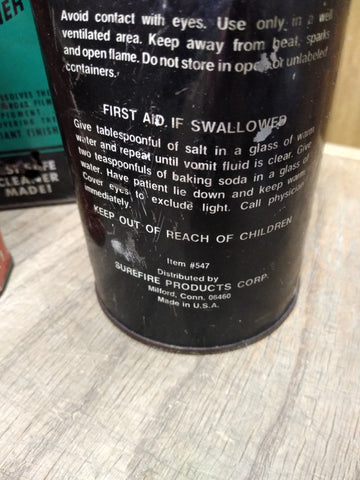 Avoid contact with eyes. Use only in a well
ventilated area. Keep away from heat, sparks
and open flame. Do not store in open or unlabeled
containers.
FIRST AID, IF SWALLOWED
Give tablespoonful of salt in a glass of warm
water and repeat until vomit fluid is clear. Give
two teaspoonfuls of baking soda in a glass of
water. Have patient lie down and keep warm.
Cover eyes to exclude light. Call physician
immediately.
KEEP OUT OF REACH OF CHILDREN.
Item #547
Distributed by
SUREFIRE PRODUCTS CORP.
Milford, Conn. 06460
Made in U.S.A.
CLEANER
MADE!